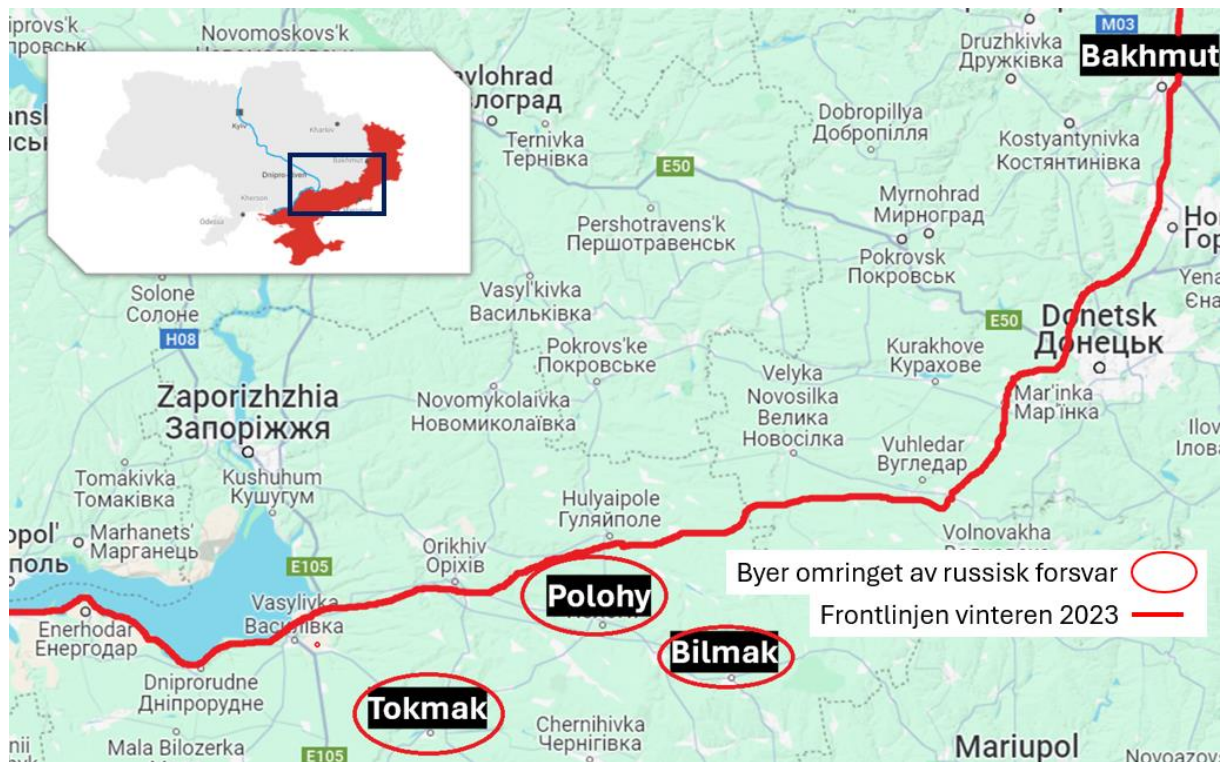 Novomoskovs'k
M03
Druzhkivka
Дружківка
Bakhmut
Kyiv
Kharkiv
Bakhmut
Kherson
Odessa
Ternivka
Тернівка
E50
Dobropillya
Добропілля
Kostyantynivka
Костянтинівка
Myrnohrad
Мирноград
Pershotravens'k
Першотравенськ
Pokrovsk
Покровськ
Solone
Солоне
H08
Vasyl'kivka
Васильківка
E50
Donetsk
Донецьк
Pokrovs'ke
Покровське
Kurakhove
Курахове
Velyka
Novosilka
Велика
Новосілка
Mar'inka
Мар'їнка
Zaporizhzhia
Запоріжжя
Novomykolaivka
Новомиколаївка
Vuhledar
Вугледар
Tomakivka
Томаківка
Kushuhum
Кушугум
Hulyaipole
Гуляйполе
Marhanets'
Марганець
Orikhiv
Оріхів
Volnovakha
E105
Byer omringet av russisk forsvar
Frontlinjen vinteren 2023
Polohy
Vasylivka
Василівка
Enerhodar
Енергодар
Bilmak
Dniprorudne
Дніпрорудне
Tokmak
Chernihivka
Чернігівка
Mala Bilozerka
E105
Mariupol